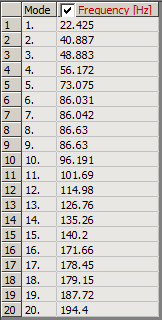 Mode Frequency [Hz]
1 1. 22.425
2 2. 40.887
3 3. 48.883
4 4. 56.172
5 5. 73.075
6 6. 86.031
7 7. 86.042
8 8. 86.63
9 9. 86.63
10 10. 96.191
11 11. 101.69
12 12. 114.98
13 13. 126.76
14 14. 135.26
15 15. 140.2
16 16. 171.66
17 17. 178.45
18 18. 179.15
19 19. 187.72
20 20. 194.4